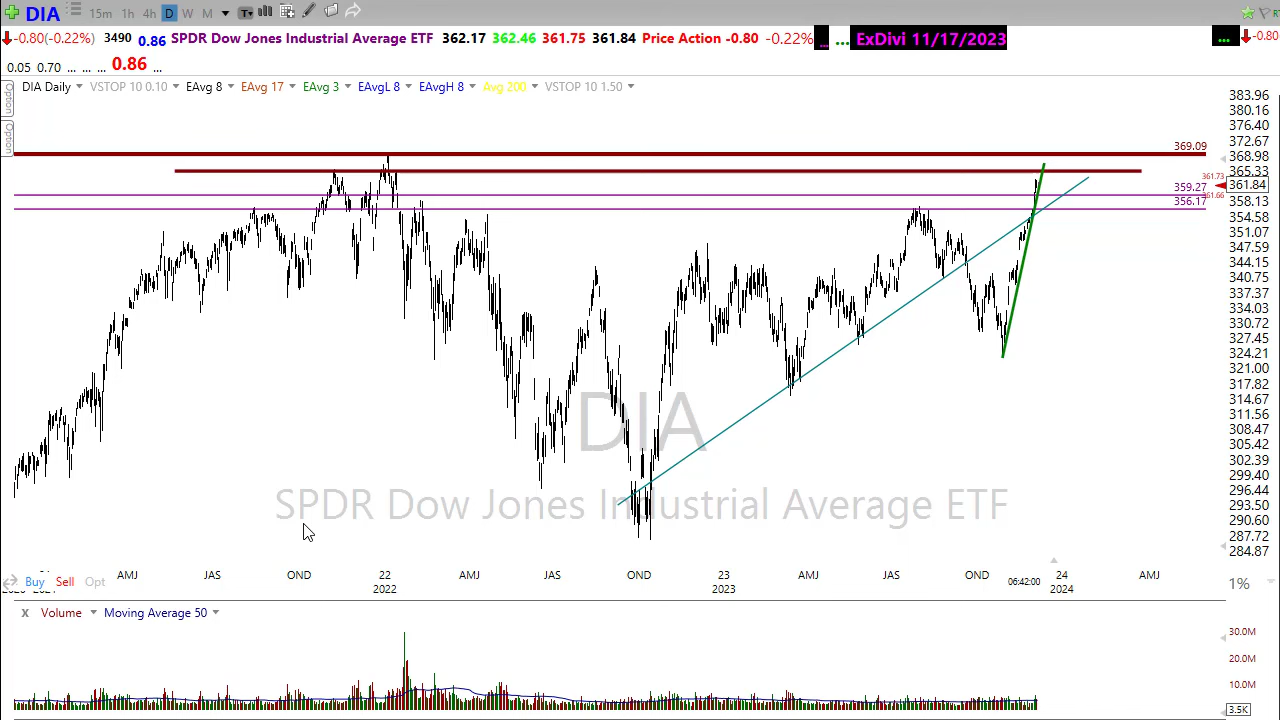 DIA 15m 1h 4h D W M T
-0.80(-0.22%) 3490 0.86 SPDR Dow Jones Industrial Average ETF 362.17 362.46 361.75 361.84 Price Action -0.80 -0.22% ... ... ExDivi 11/17/2023 ... -0.80
0.05 0.70 ... ... ... 0.86 ...
DIA Daily VSTOP 10 0.10 EAvg 8 EAvg 17 EAvg 3 EAvgL 8 EAvgH 8 Avg 200 VSTOP 10 1.50
Option
Option
383.96
380.16
376.40
372.67
369.09
368.98
365.33
361.73
361.84
359.27
361.66
356.17
358.13
354.58
351.07
347.59
344.15
340.75
337.37
334.03
330.72
327.45
324.21
321.00
317.82
314.67
311.56
308.47
305.42
302.39
299.40
296.44
293.50
290.60
287.72
284.87
DIA
SPDR Dow Jones Industrial Average ETF
AMJ JAS OND 22 AMJ JAS OND 23 AMJ JAS OND 06:42:00 24 AMJ
Buy Sell Opt 1%
2022 2023 2024
x Volume Moving Average 50
30.0M
20.0M
10.0M
3.5K